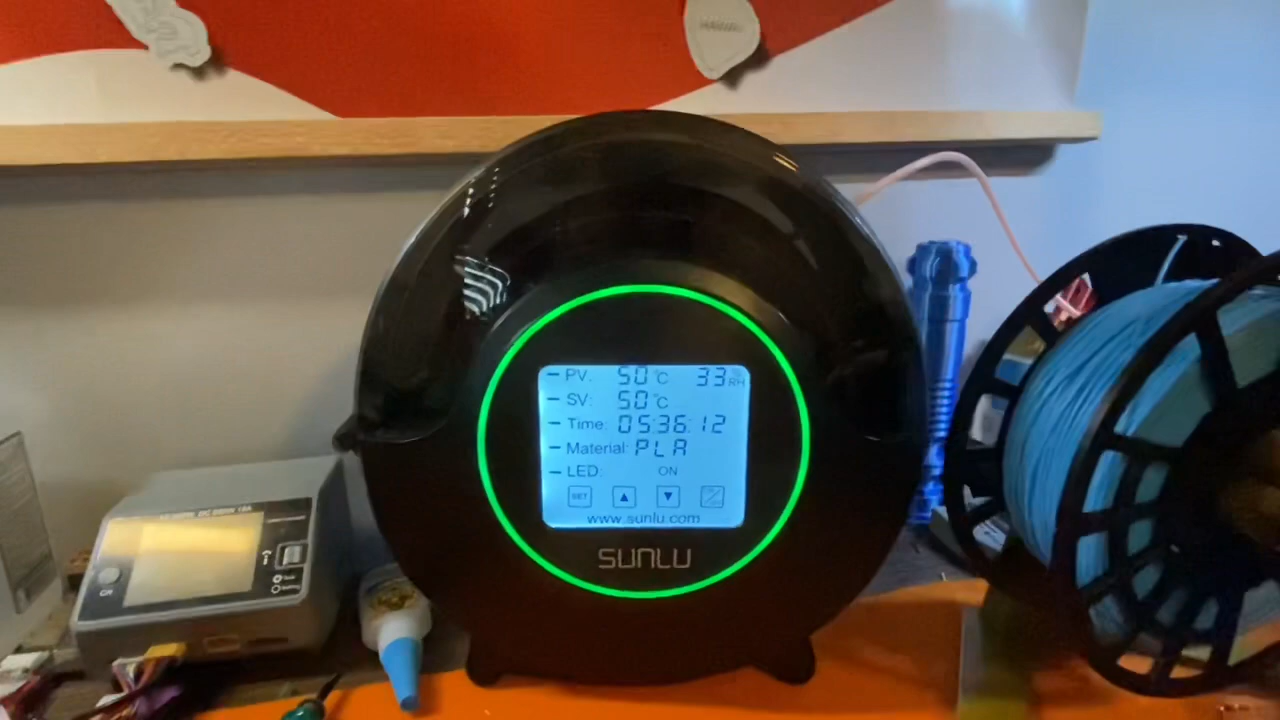 HAWAII
PV: 50 °C 33 %RH
SV: 50 °C
Time: 05:36:12
Material: PLA
LED: ON
SET ▲ ▼
www.sunlu.com
SUNLU